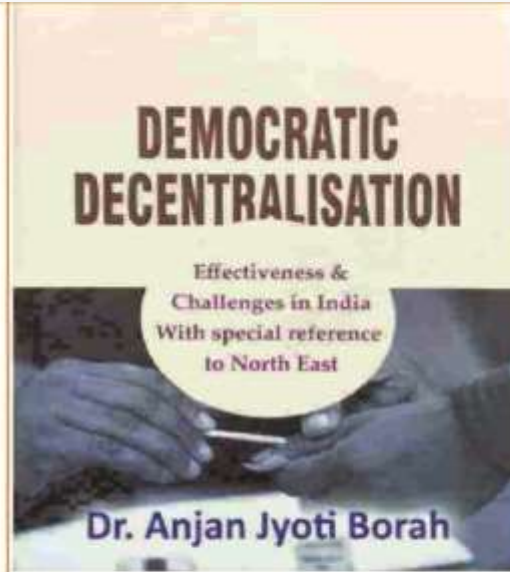 DEMOCRATIC
DECENTRALISATION
Effectiveness &
Challenges in India
With special reference
to North East
Dr. Anjan Jyoti Borah